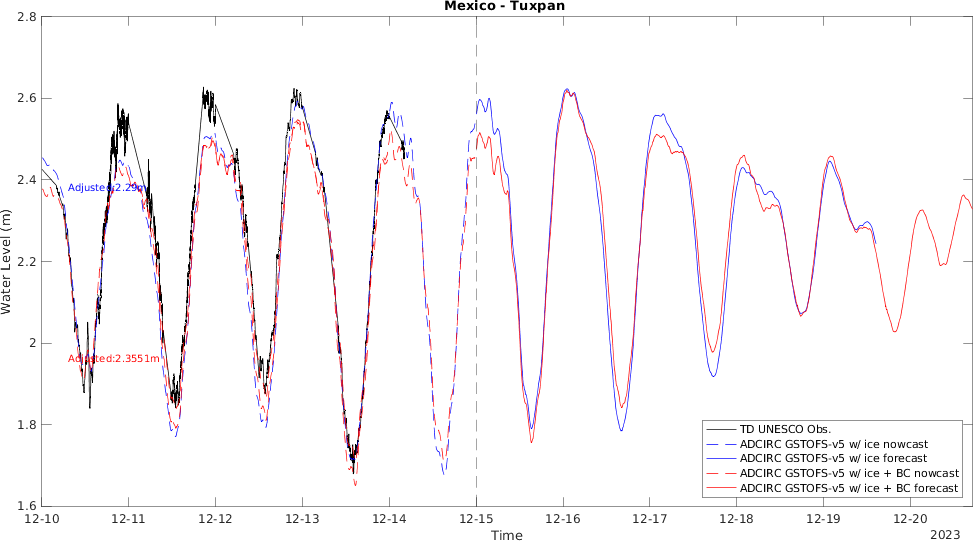 Mexico - Tuxpan
2.8
2.6
2.4
2.2
2
1.8
1.6
Water Level (m)
Adjusted:2.29m
Adjusted:2.3551m
TD UNESCO Obs.
ADCIRC GSTOFS-v5 w/ ice nowcast
ADCIRC GSTOFS-v5 w/ ice forecast
ADCIRC GSTOFS-v5 w/ ice + BC nowcast
ADCIRC GSTOFS-v5 w/ ice + BC forecast
12-10 12-11 12-12 12-13 12-14 12-15 12-16 12-17 12-18 12-19 12-20
Time
2023